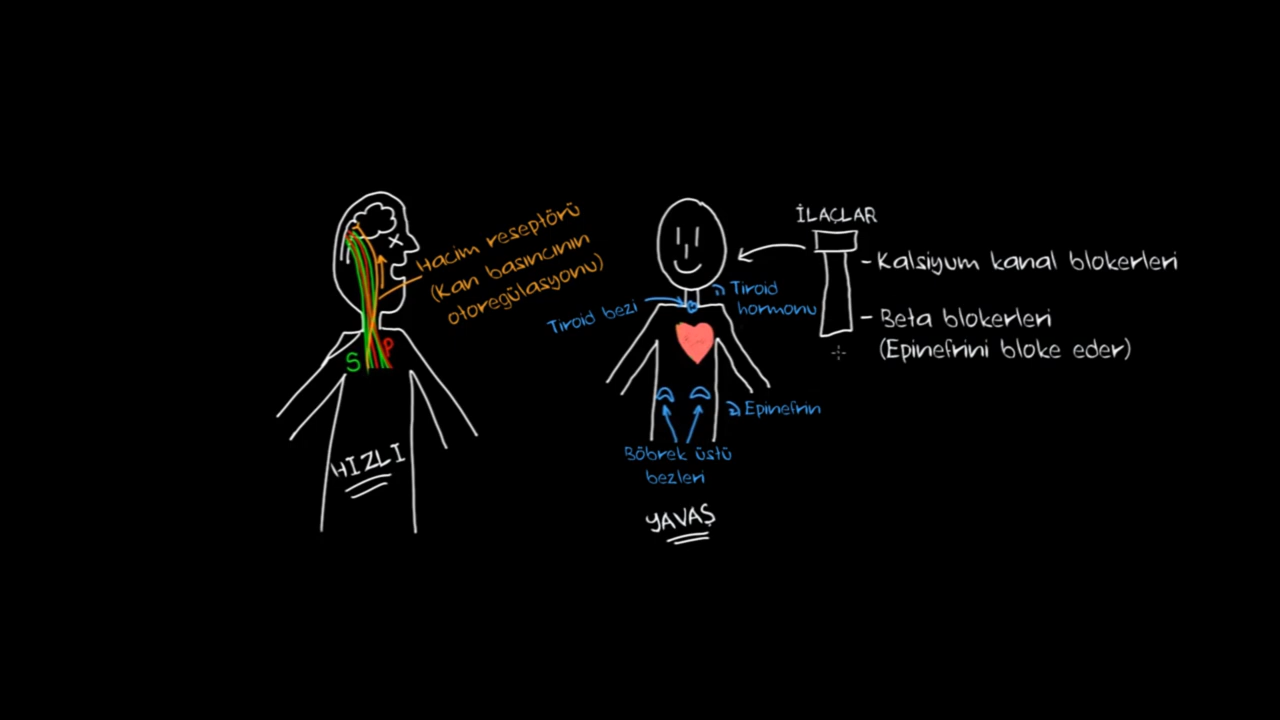 Hacim reseptörü
(Kan basıncının
otoregülasyonu)
S
P
HIZLI
Tiroid bezi
Tiroid
hormonu
Epinefrin
Böbrek üstü
bezleri
YAVAŞ
İLAÇLAR
-Kalsiyum kanal blokerleri
-Beta blokerleri
(Epinefrini bloke eder)